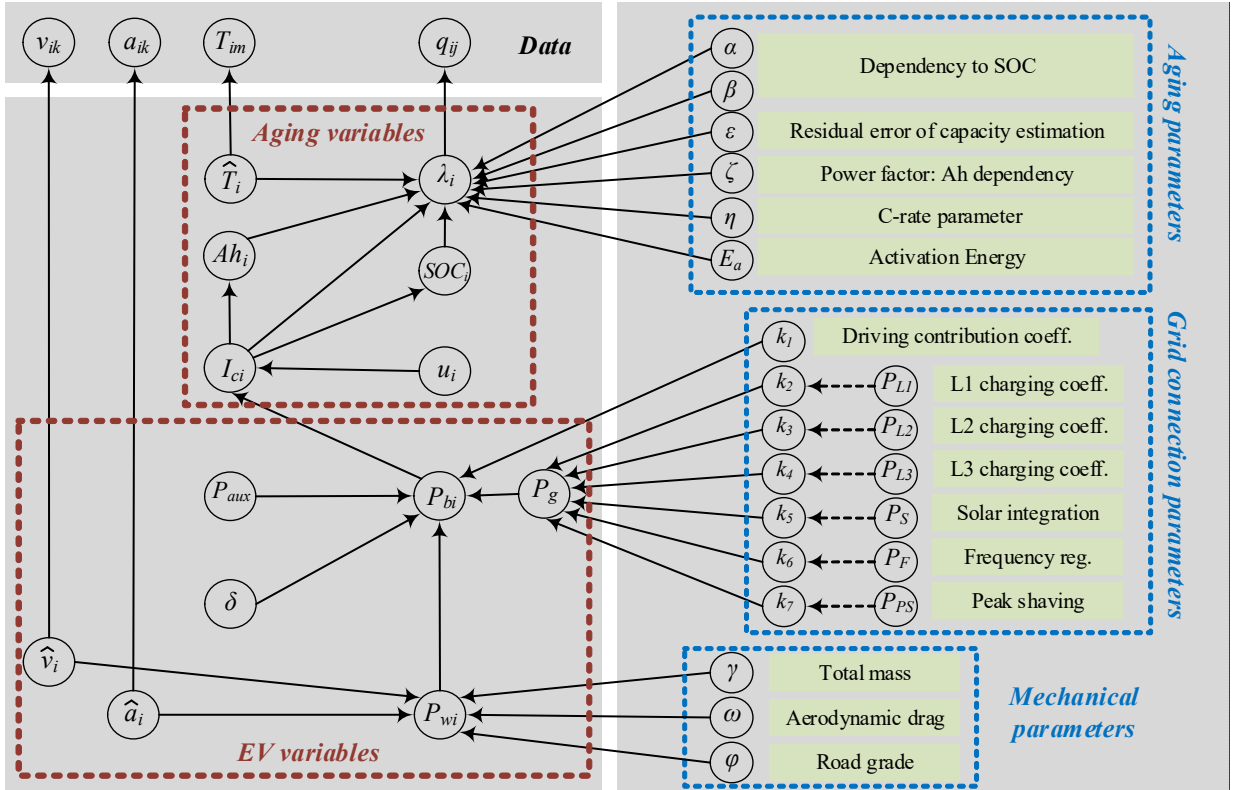 v_ik a_ik T_im q_ij Data
Aging variables
T̂_i λ_i
Ah_i SOC_i
I_ci u_i
P_aux P_bi P_g
δ
v̂_i
â_i P_wi
EV variables
α Dependency to SOC
β
ε Residual error of capacity estimation
ζ Power factor: Ah dependency
η C-rate parameter
E_a Activation Energy
Aging parameters
k_1 Driving contribution coeff.
k_2 P_L1 L1 charging coeff.
k_3 P_L2 L2 charging coeff.
k_4 P_L3 L3 charging coeff.
k_5 P_S Solar integration
k_6 P_F Frequency reg.
k_7 P_PS Peak shaving
Grid connection parameters
γ Total mass
ω Aerodynamic drag
φ Road grade
Mechanical
parameters